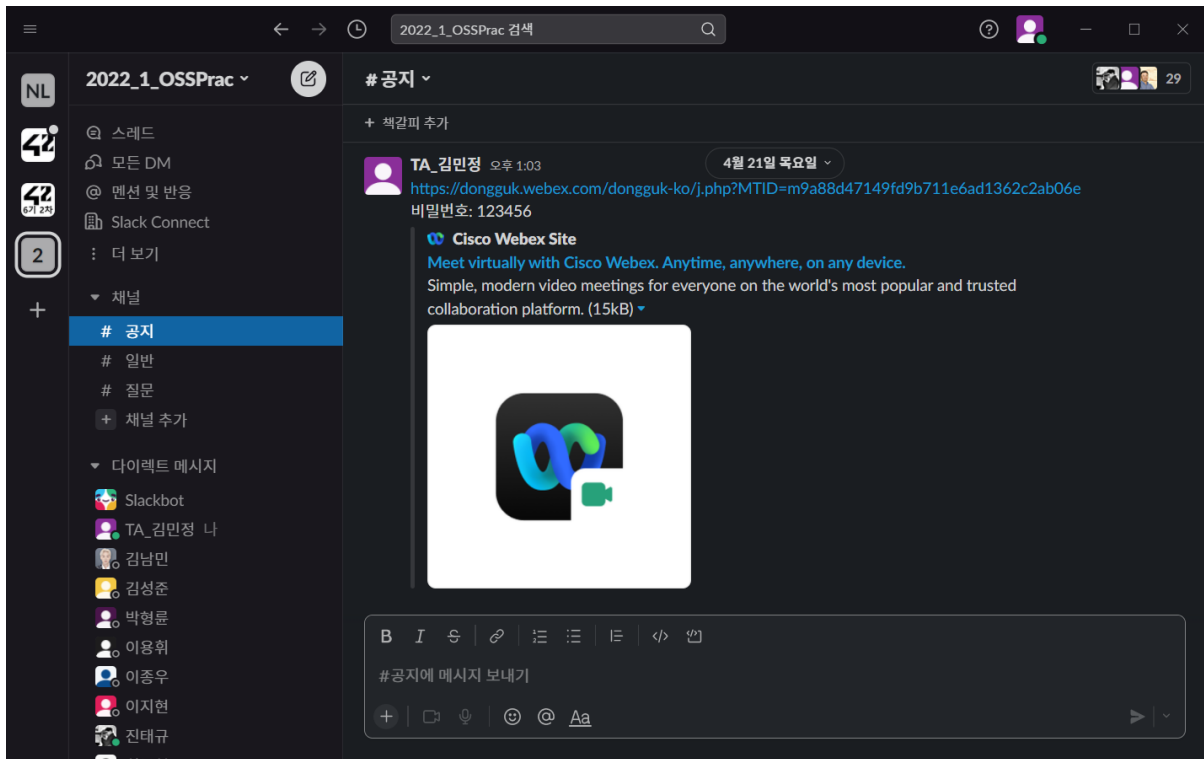 2022_1_OSSPrac 검색
NL
2022_1_OSSPrac
# 공지
29
42
42
6기 2차
2
스레드
모든 DM
@ 멘션 및 반응
Slack Connect
더 보기
채널
# 공지
# 일반
# 질문
+ 채널 추가
다이렉트 메시지
Slackbot
TA_김민정 나
김남민
김성준
박형륜
이용휘
이종우
이지현
진태규
+ 책갈피 추가
4월 21일 목요일
TA_김민정 오후 1:03
https://dongguk.webex.com/dongguk-ko/j.php?MTID=m9a88d47149fd9b711e6ad1362c2ab06e
비밀번호: 123456
Cisco Webex Site
Meet virtually with Cisco Webex. Anytime, anywhere, on any device.
Simple, modern video meetings for everyone on the world's most popular and trusted
collaboration platform. (15kB)
B I S
#공지에 메시지 보내기
+ @ Aa